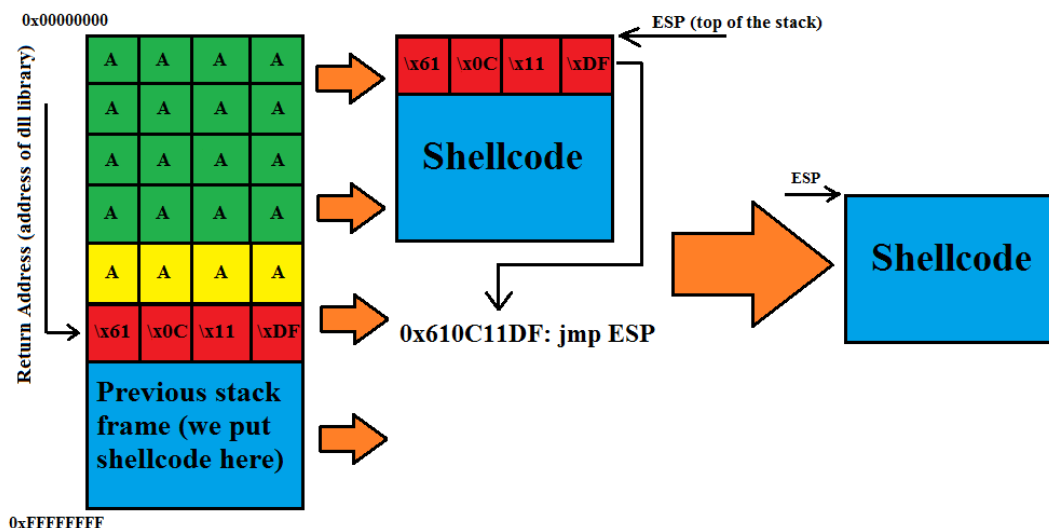 0x00000000
Return Address (address of dll library)
A A A A
A A A A
A A A A
A A A A
A A A A
\x61 \x0C \x11 \xDF
Previous stack
frame (we put
shellcode here)
0xFFFFFFFF
ESP (top of the stack)
\x61 \x0C \x11 \xDF
Shellcode
0x610C11DF: jmp ESP
ESP
Shellcode